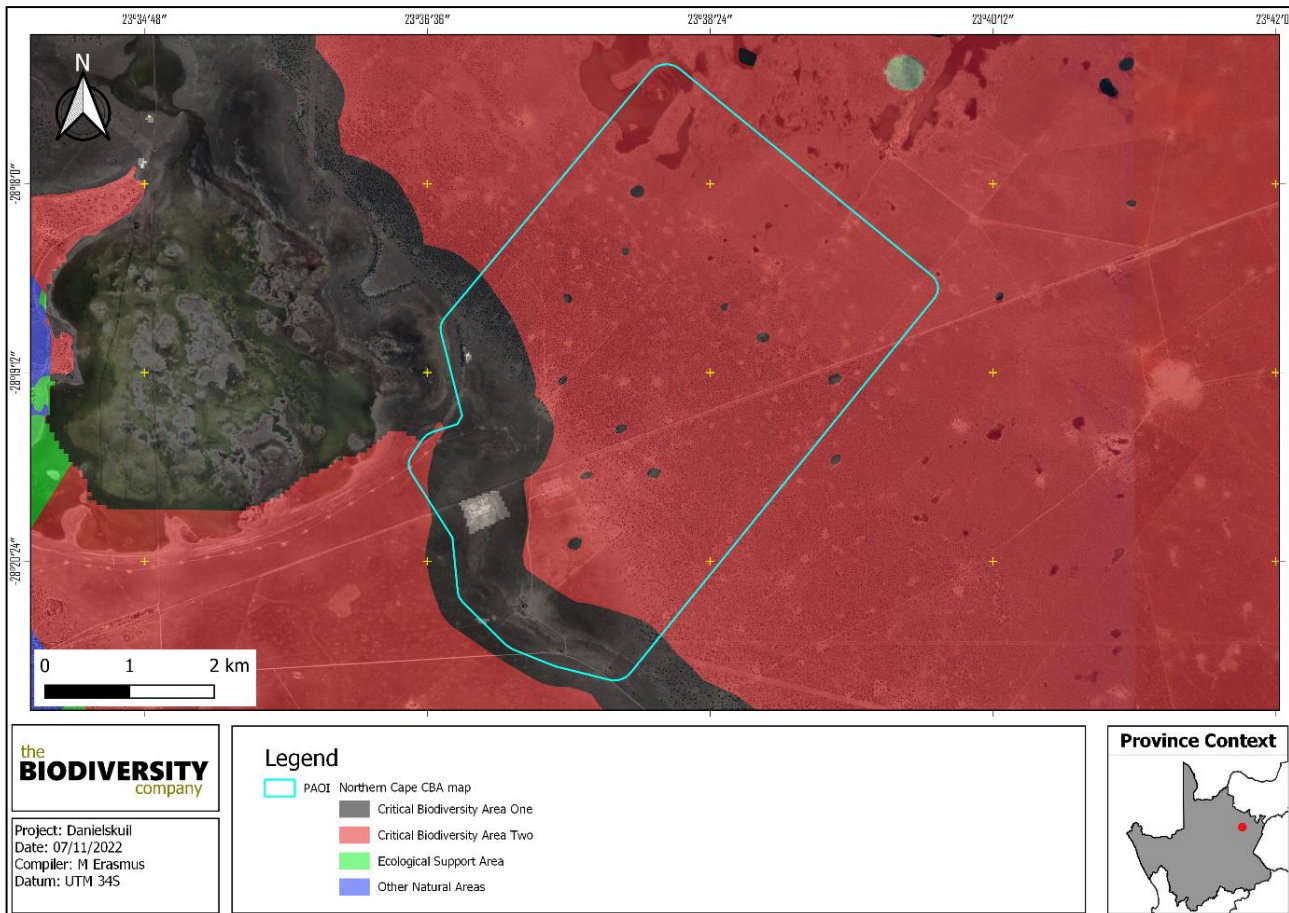 23°34'48" 23°36'36" 23°38'24" 23°40'12" 23°42'0
N
-28°18'0"
-28°19'12"
-28°20'24"
0 1 2 km
the
BIODIVERSITY
company
Project: Danielskuil
Date: 07/11/2022
Compiler: M Erasmus
Datum: UTM 34S
Legend
PAOI Northern Cape CBA map
Critical Biodiversity Area One
Critical Biodiversity Area Two
Ecological Support Area
Other Natural Areas
Province Context